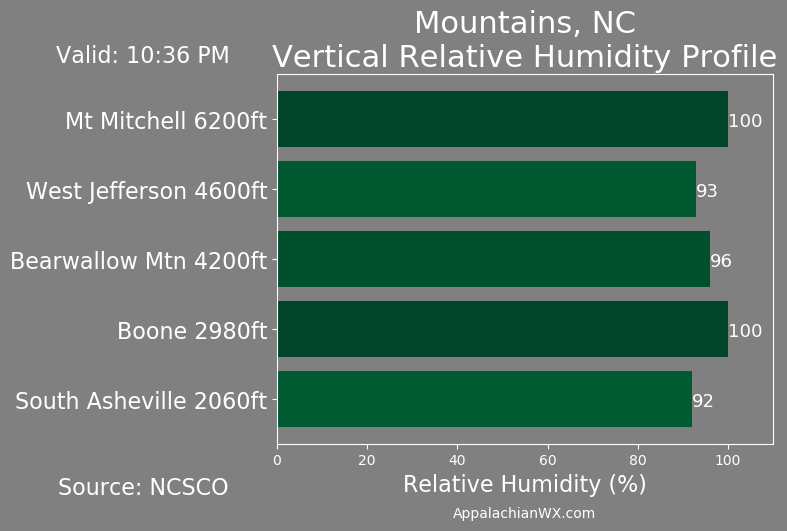 Mountains, NC
Vertical Relative Humidity Profile
Valid: 10:36 PM
Mt Mitchell 6200ft
100
West Jefferson 4600ft
93
Bearwallow Mtn 4200ft
96
Boone 2980ft
100
South Asheville 2060ft
92
0 20 40 60 80 100
Relative Humidity (%)
Source: NCSCO
AppalachianWX.com